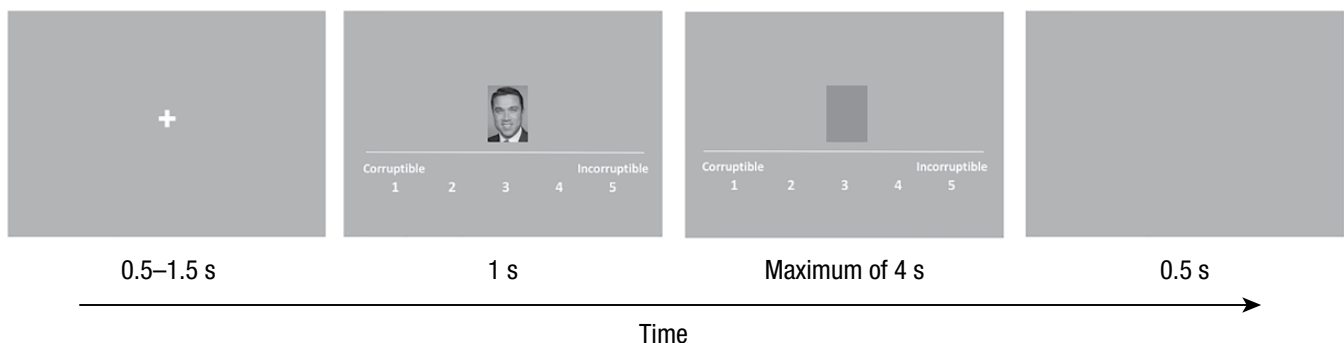 Corruptible Incorruptible
1 2 3 4 5
Corruptible Incorruptible
1 2 3 4 5
0.5–1.5 s
1 s
Maximum of 4 s
0.5 s
Time